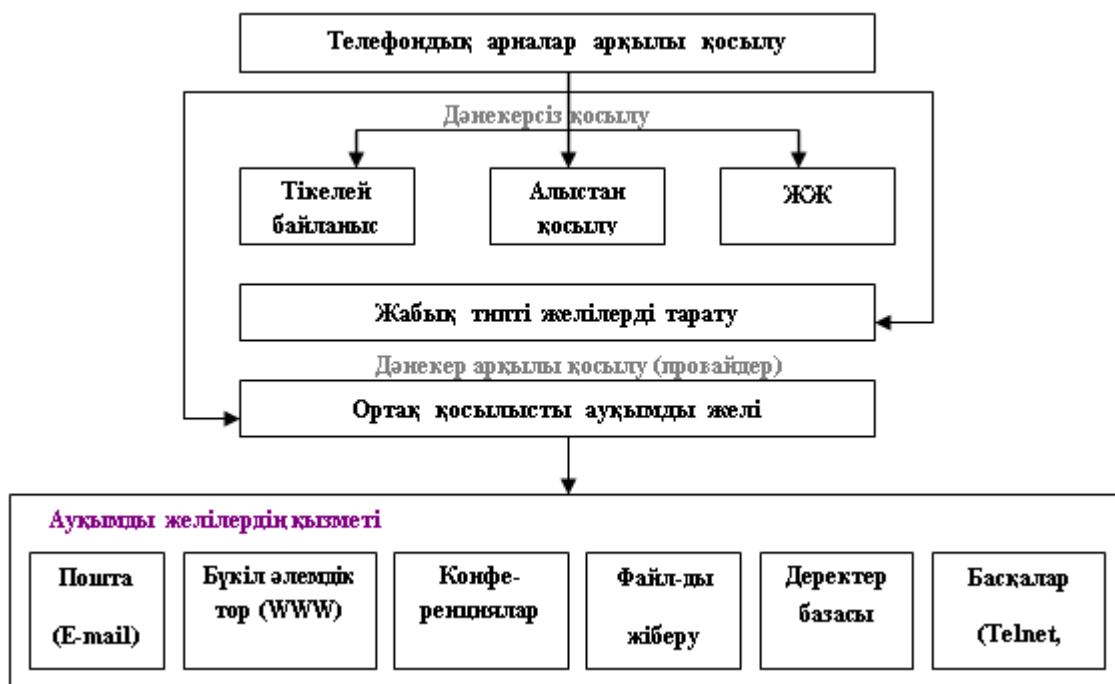 Телефондық арналар арқылы қосылу
Дәнекерсіз қосылу
Тікелей
байланыс
Алыстан
қосылу
ЖЖ
Жабық типті желілерді тарату
Дәнекер арқылы қосылу (провайдер)
Ортақ қосылысты ауқымды желі
Ауқымды желілердің қызметі
Пошта
(E-mail)
Бүкіл әлемдік
тор (WWW)
Конфе-
ренциялар
Файл-ды
жіберу
Деректер
базасы
Басқалар
(Telnet,